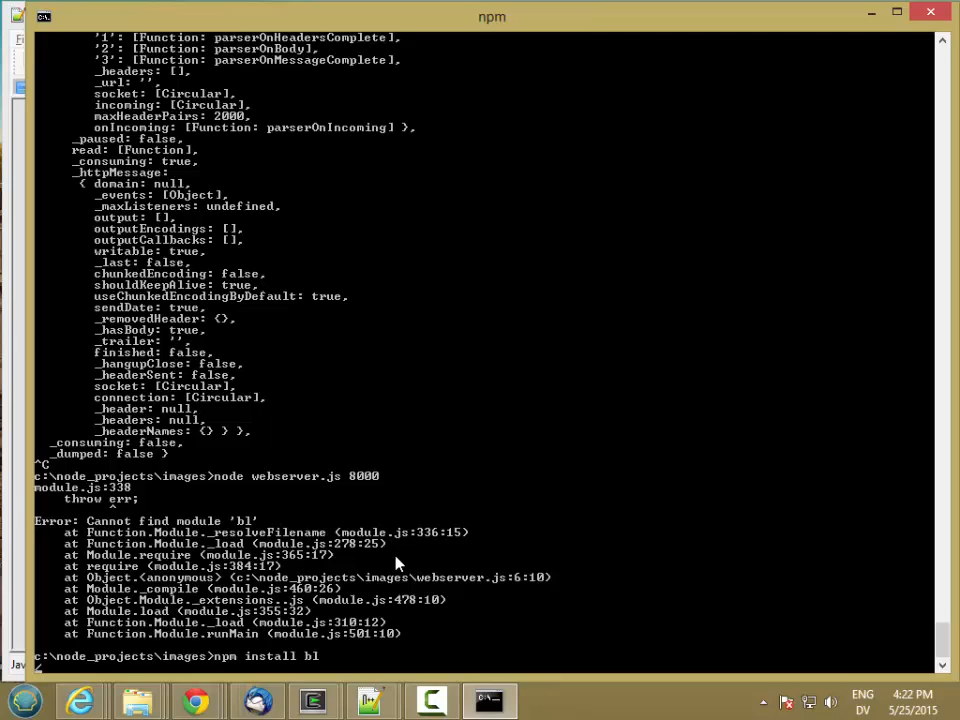 npm
Fi
'1': [Function: parserOnHeadersComplete],
'2': [Function: parserOnBody],
'3': [Function: parserOnMessageComplete],
_headers: [],
_url: '',
socket: [Circular],
incoming: [Circular],
maxHeaderPairs: 2000,
onIncoming: [Function: parserOnIncoming] },
_paused: false,
read: [Function],
_consuming: true,
_httpMessage:
{ domain: null,
_events: [Object],
_maxListeners: undefined,
output: [],
outputEncodings: [],
outputCallbacks: [],
writable: true,
_last: false,
chunkedEncoding: false,
shouldKeepAlive: true,
useChunkedEncodingByDefault: true,
sendDate: true,
_removedHeader: {},
_hasBody: true,
_trailer: '',
finished: false,
_hangupClose: false,
_headerSent: false,
socket: [Circular],
connection: [Circular],
_header: null,
_headers: null,
_headerNames: {} } },
_consuming: false,
_dumped: false }
^C
c:\node_projects\images>node webserver.js 8000
module.js:338
throw err;
^
Error: Cannot find module 'bl'
at Function.Module._resolveFilename (module.js:336:15)
at Function.Module._load (module.js:278:25)
at Module.require (module.js:365:17)
at require (module.js:384:17)
at Object.<anonymous> (c:\node_projects\images\webserver.js:6:10)
at Module._compile (module.js:460:26)
at Object.Module._extensions..js (module.js:478:10)
at Module.load (module.js:355:32)
at Function.Module._load (module.js:310:12)
at Function.Module.runMain (module.js:501:10)
c:\node_projects\images>npm install bl
/
Jav
ENG
DV
4:22 PM
5/25/2015